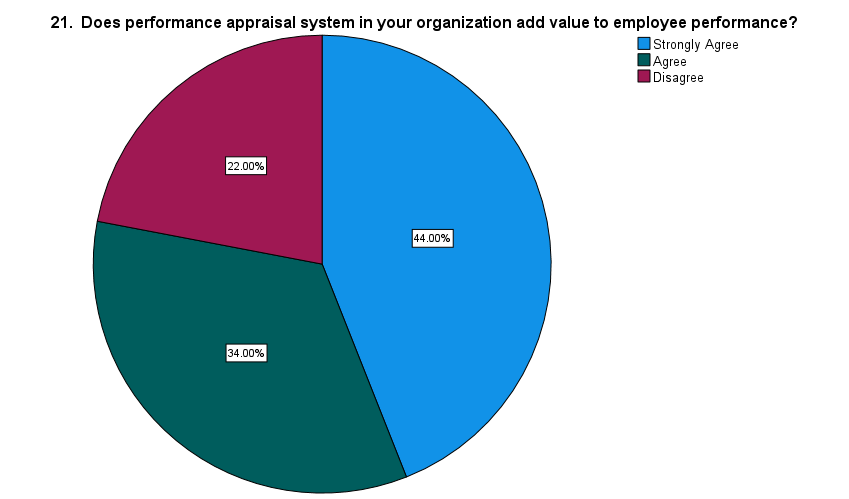 21. Does performance appraisal system in your organization add value to employee performance?
Strongly Agree
Agree
Disagree
22.00%
44.00%
34.00%